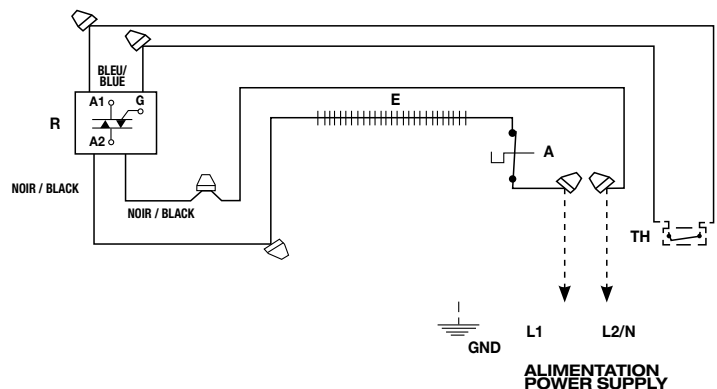 BLEU/
BLUE
A1
G
R
A2
E
A
NOIR / BLACK
NOIR / BLACK
TH
GND
L1
L2/N
ALIMENTATION
POWER SUPPLY